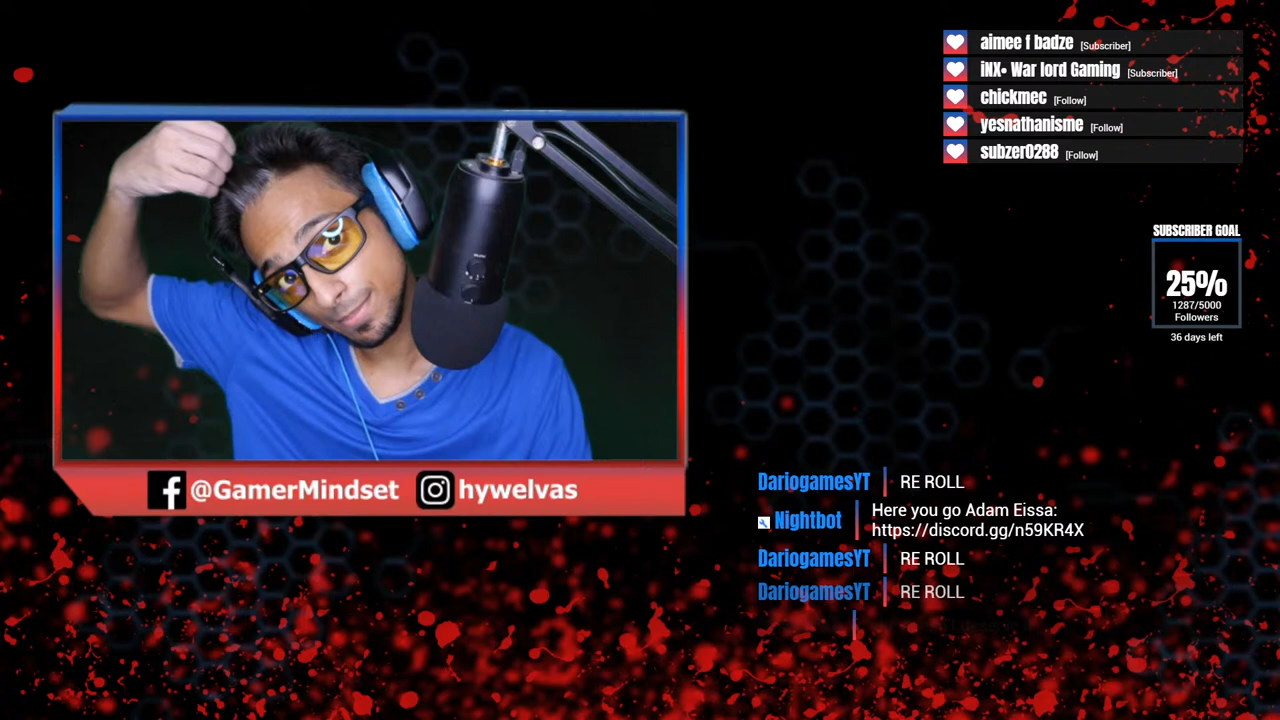 aimee f badze [Subscriber]
iNX• War lord Gaming [Subscriber]
chickmec [Follow]
yesnathanisme [Follow]
subzer0288 [Follow]
SUBSCRIBER GOAL
25%
1287/5000
Followers
36 days left
@GamerMindset hywelvas
DariogamesYT RE ROLL
Nightbot Here you go Adam Eissa:
https://discord.gg/n59KR4X
DariogamesYT RE ROLL
DariogamesYT RE ROLL